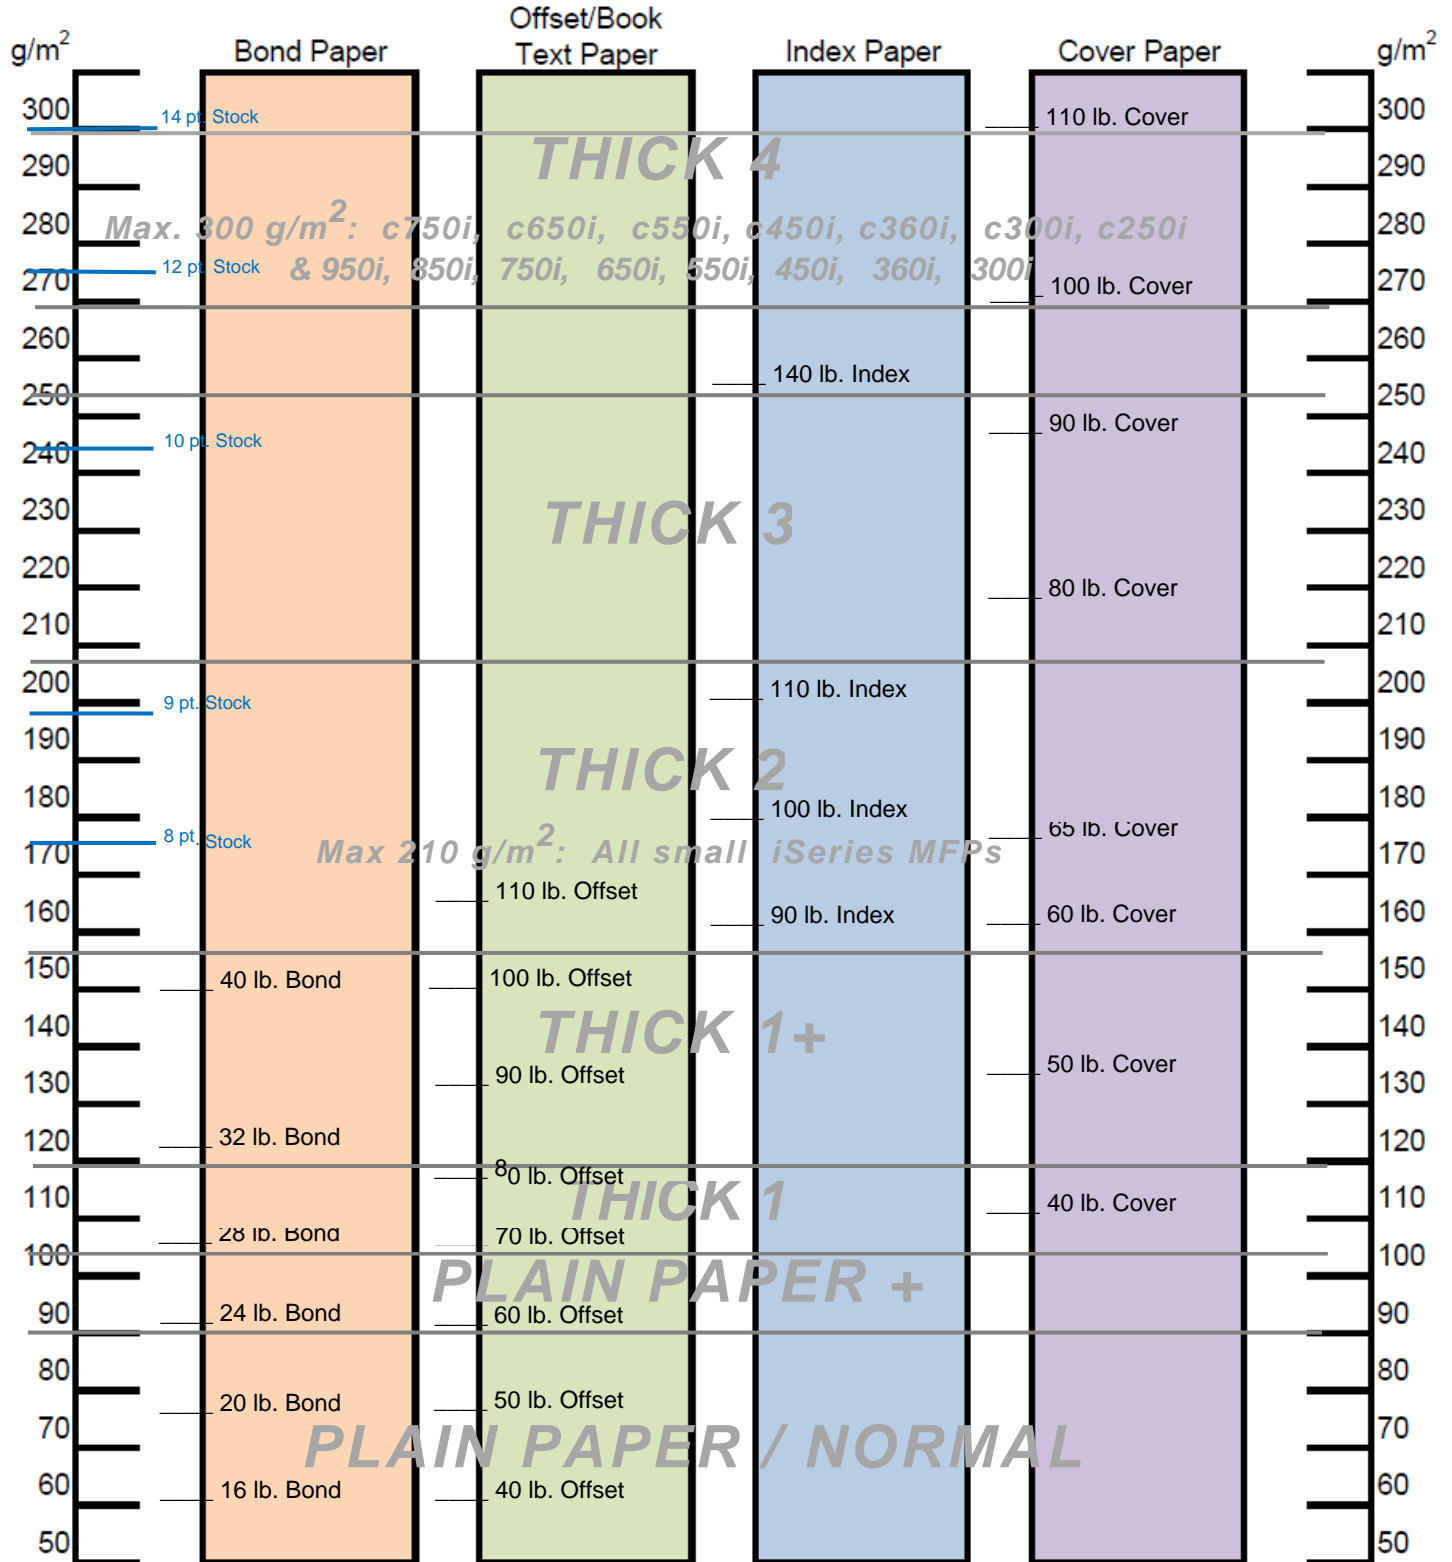 Offset/Book
g/m2 Bond Paper Text Paper Index Paper Cover Paper g/m2
300 14 pt. Stock 110 lb. Cover 300
THICK 4
290 290
Max. 300 g/m2: c750i, c650i, c550i, c450i, c360i, c300i, c250i
280 280
270 12 pt. Stock & 950i, 850i, 750i, 650i, 550i, 450i, 360i, 300i 270
100 lb. Cover
260 260
140 lb. Index
250 250
90 lb. Cover
240 10 pt. Stock 240
230 THICK 3 230
220 220
80 lb. Cover
210 210
200 110 lb. Index 200
9 pt. Stock
190 190
THICK 2
180 180
100 lb. Index
8 pt. Stock 65 lb. Cover
170 Max 210 g/m2: All small iSeries MFPs 170
110 lb. Offset
160 90 lb. Index 60 lb. Cover 160
150 150
40 lb. Bond 100 lb. Offset
140 THICK 1+ 140
50 lb. Cover
130 90 lb. Offset 130
120 32 lb. Bond 120
80 lb. Offset
110 THICK 1 40 lb. Cover 110
28 lb. Bond 70 lb. Offset
100 100
PLAIN PAPER +
90 24 lb. Bond 60 lb. Offset 90
80 80
20 lb. Bond 50 lb. Offset
70 70
PLAIN PAPER / NORMAL
60 16 lb. Bond 40 lb. Offset 60
50 50